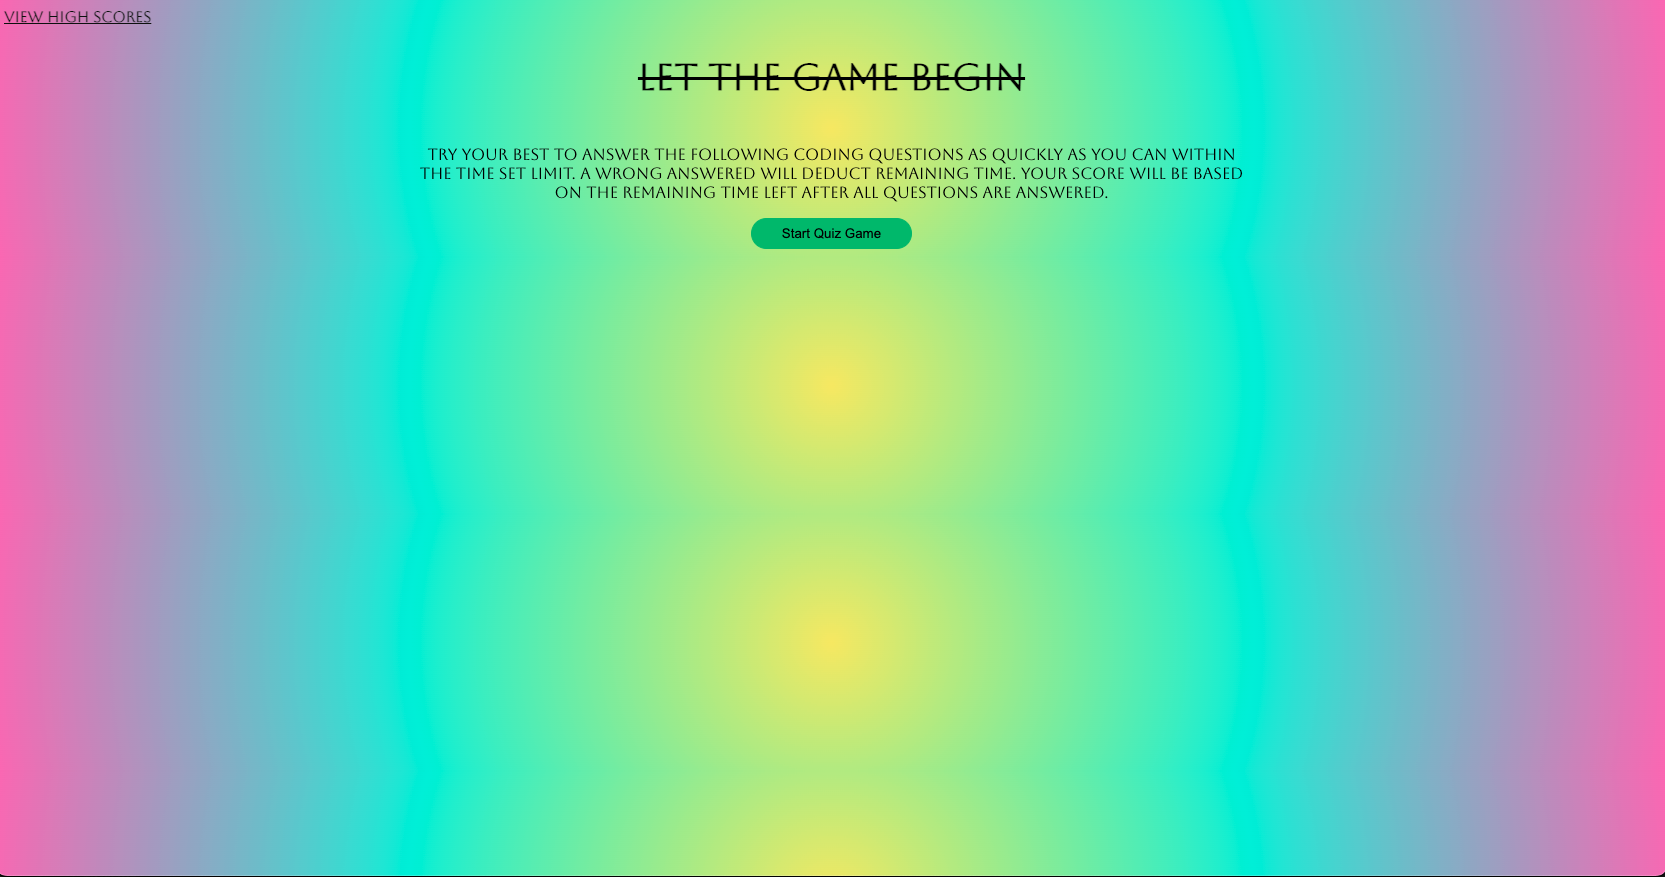 VIEW HIGH SCORES
LET THE GAME BEGIN
TRY YOUR BEST TO ANSWER THE FOLLOWING CODING QUESTIONS AS QUICKLY AS YOU CAN WITHIN
THE TIME SET LIMIT. A WRONG ANSWERED WILL DEDUCT REMAINING TIME. YOUR SCORE WILL BE BASED
ON THE REMAINING TIME LEFT AFTER ALL QUESTIONS ARE ANSWERED.
Start Quiz Game